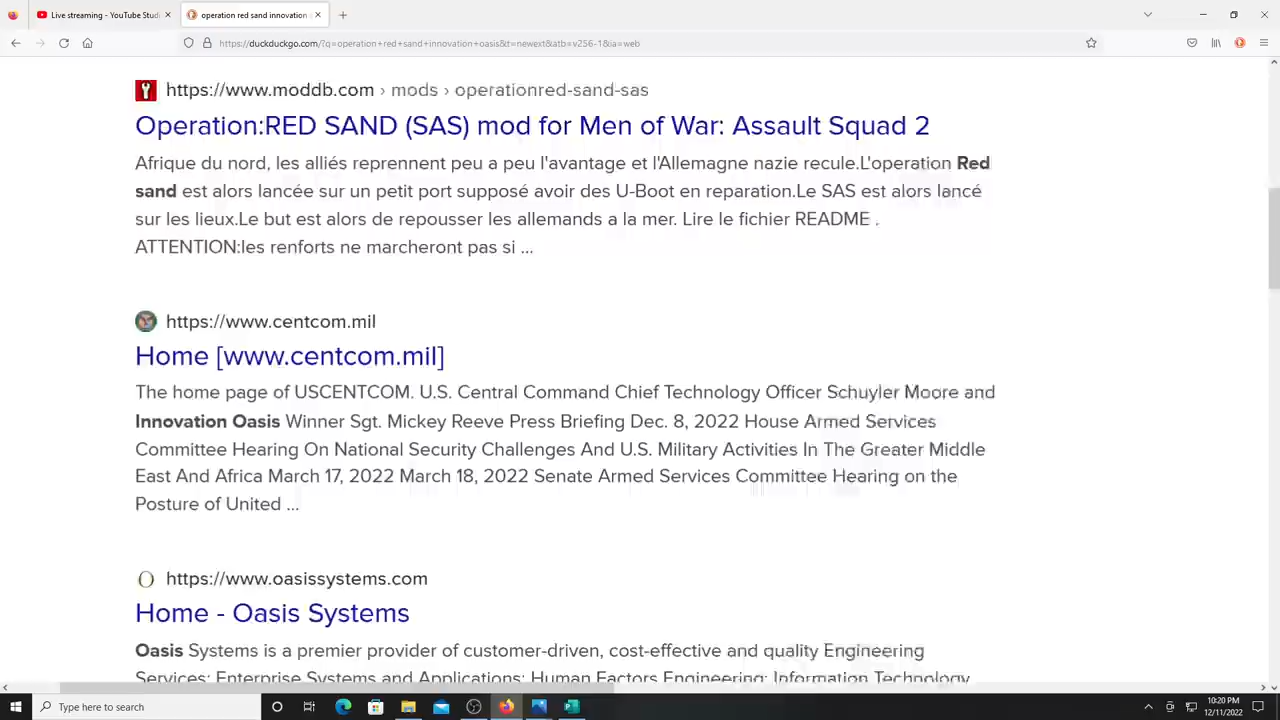 Live streaming - YouTube Studi
operation red sand innovation o
https://duckduckgo.com/?q=operation+red+sand+innovation+oasis&t=newext&atb=v256-1&ia=web
https://www.moddb.com › mods › operationred-sand-sas
Operation:RED SAND (SAS) mod for Men of War: Assault Squad 2
Afrique du nord, les alliés reprennent peu a peu l'avantage et l'Allemagne nazie recule.L'operation Red
sand est alors lancée sur un petit port supposé avoir des U-Boot en reparation.Le SAS est alors lancé
sur les lieux.Le but est alors de repousser les allemands a la mer. Lire le fichier README .
ATTENTION:les renforts ne marcheront pas si ...
https://www.centcom.mil
Home [www.centcom.mil]
The home page of USCENTCOM. U.S. Central Command Chief Technology Officer Schuyler Moore and
Innovation Oasis Winner Sgt. Mickey Reeve Press Briefing Dec. 8, 2022 House Armed Services
Committee Hearing On National Security Challenges And U.S. Military Activities In The Greater Middle
East And Africa March 17, 2022 March 18, 2022 Senate Armed Services Committee Hearing on the
Posture of United ...
https://www.oasissystems.com
Home - Oasis Systems
Oasis Systems is a premier provider of customer-driven, cost-effective and quality Engineering
Services; Enterprise Systems and Applications; Human Factors Engineering; Information Technology
Type here to search
10:20 PM
12/11/2022